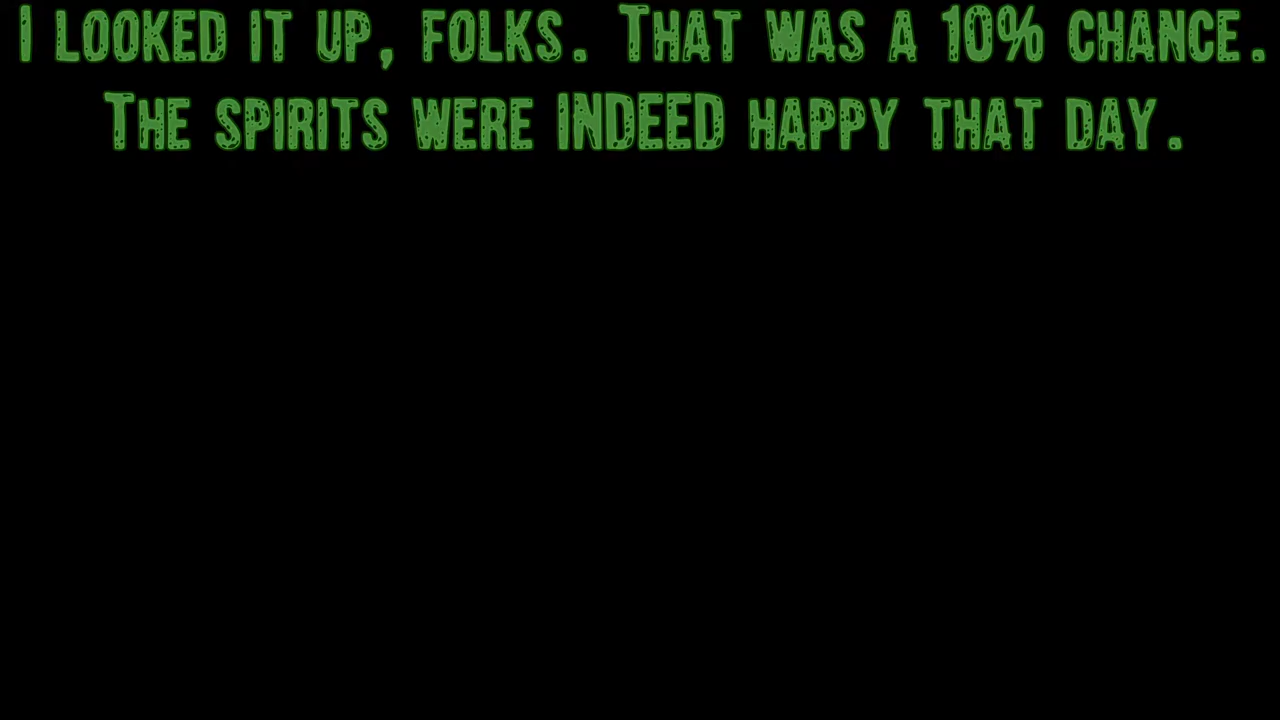 I looked it up, folks. That was a 10% chance.
The spirits were INDEED happy that day.